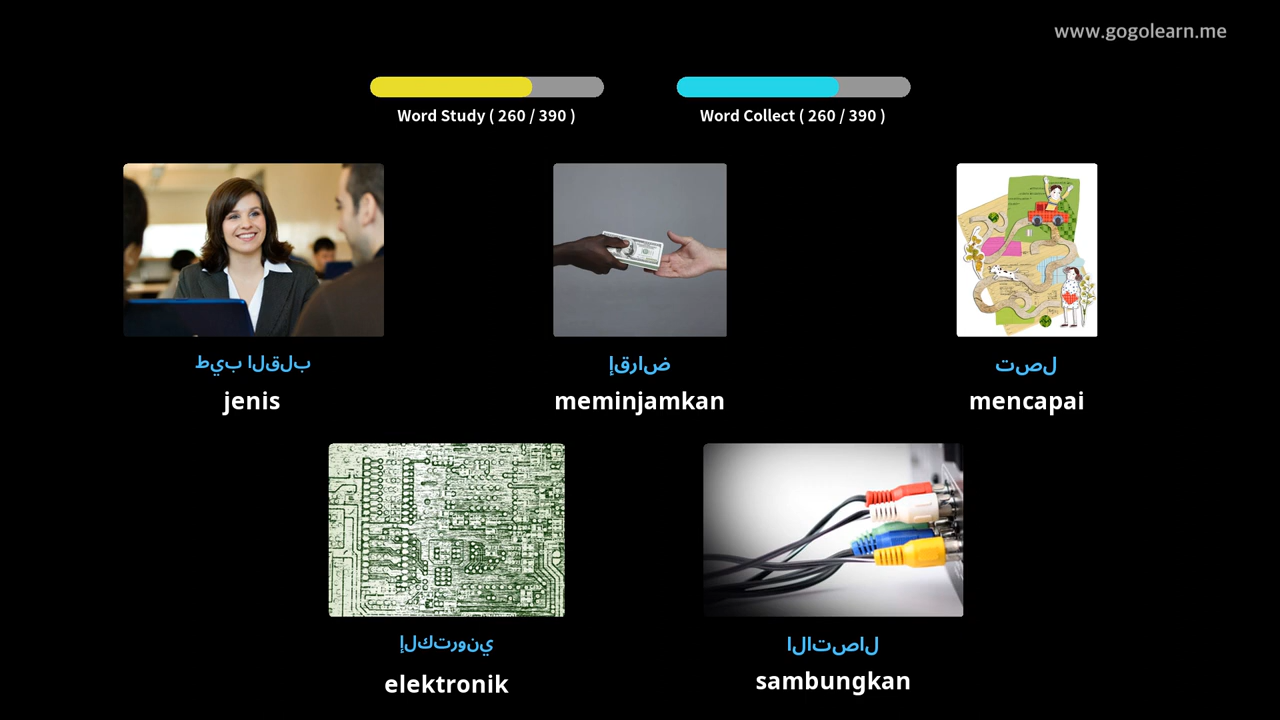 www.gogolearn.me
Word Study ( 260 / 390 )
Word Collect ( 260 / 390 )
طيب القلب
jenis
إقراض
meminjamkan
تصل
mencapai
إلكتروني
elektronik
الاتصال
sambungkan